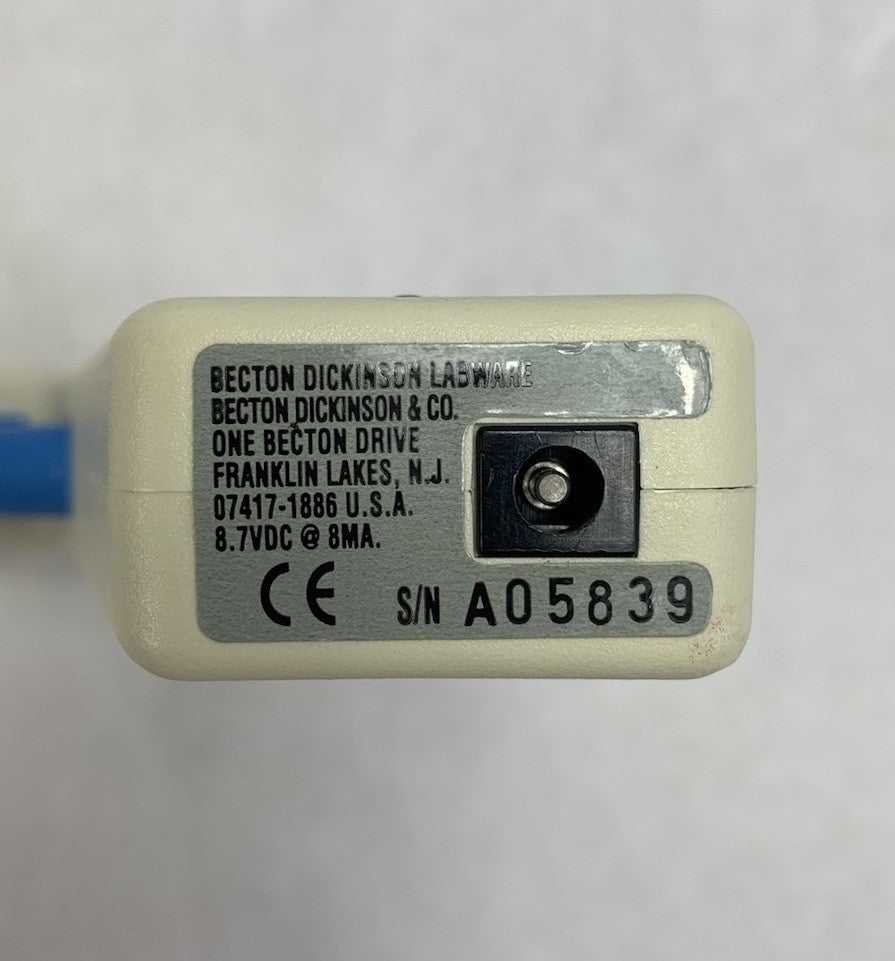 BECTON DICKINSON LABWARE
BECTON DICKINSON & CO.
ONE BECTON DRIVE
FRANKLIN LAKES, N.J.
07417-1886 U.S.A.
8.7VDC @ 8MA.
CE S/N A05839